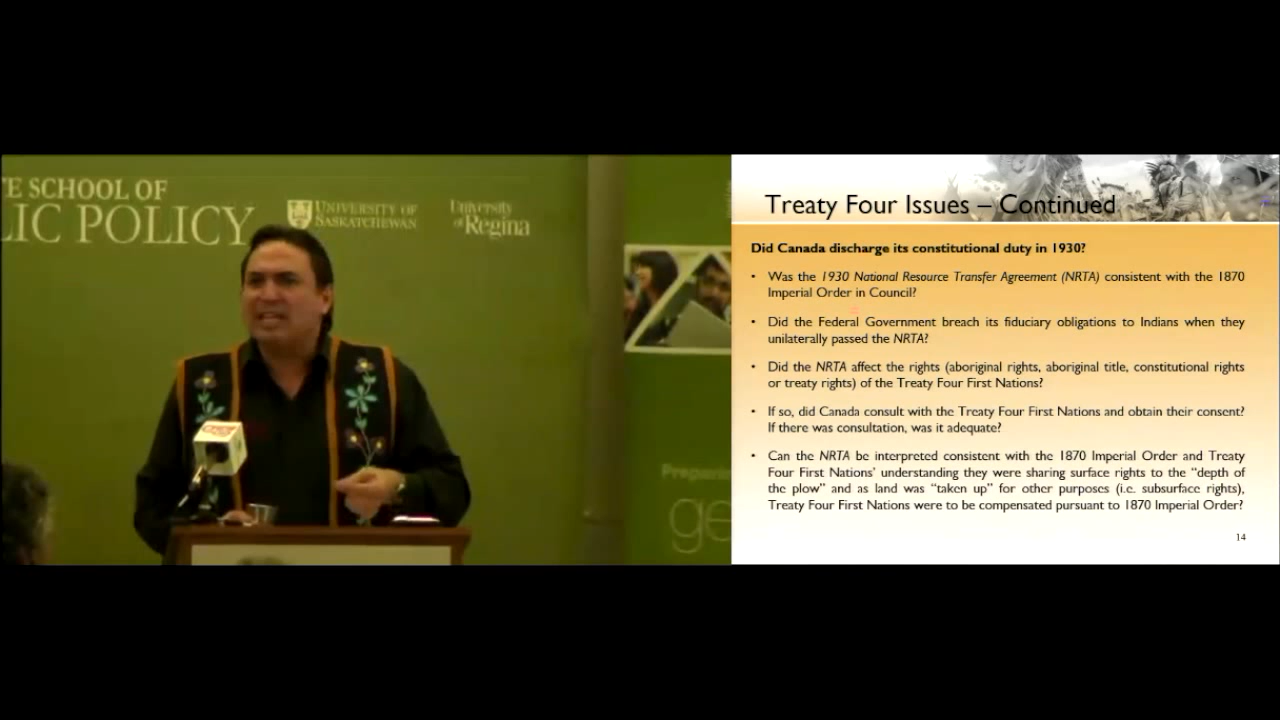 TE SCHOOL OF
LIC POLICY
UNIVERSITY OF
SASKATCHEWAN
University
of Regina
Treaty Four Issues – Continued
Did Canada discharge its constitutional duty in 1930?
• Was the 1930 National Resource Transfer Agreement (NRTA) consistent with the 1870
Imperial Order in Council?
• Did the Federal Government breach its fiduciary obligations to Indians when they
unilaterally passed the NRTA?
• Did the NRTA affect the rights (aboriginal rights, aboriginal title, constitutional rights
or treaty rights) of the Treaty Four First Nations?
• If so, did Canada consult with the Treaty Four First Nations and obtain their consent?
If there was consultation, was it adequate?
• Can the NRTA be interpreted consistent with the 1870 Imperial Order and Treaty
Four First Nations’ understanding they were sharing surface rights to the “depth of
the plow” and as land was “taken up” for other purposes (i.e. subsurface rights),
Treaty Four First Nations were to be compensated pursuant to 1870 Imperial Order?
14